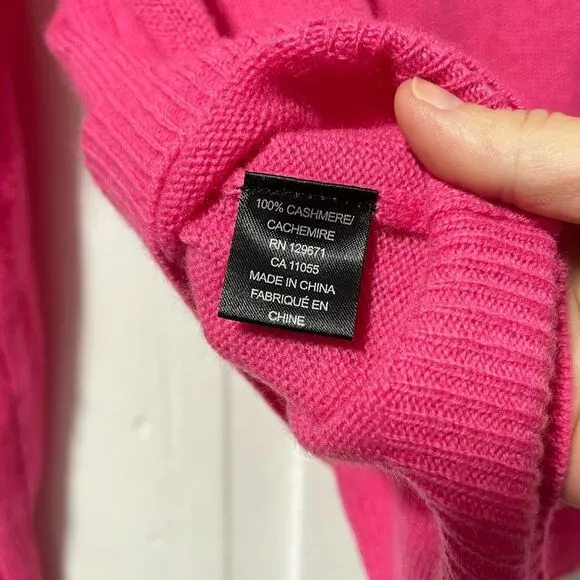 100% CASHMERE/
CACHEMIRE
RN 129671
CA 11055
MADE IN CHINA
FABRIQUÉ EN
CHINE